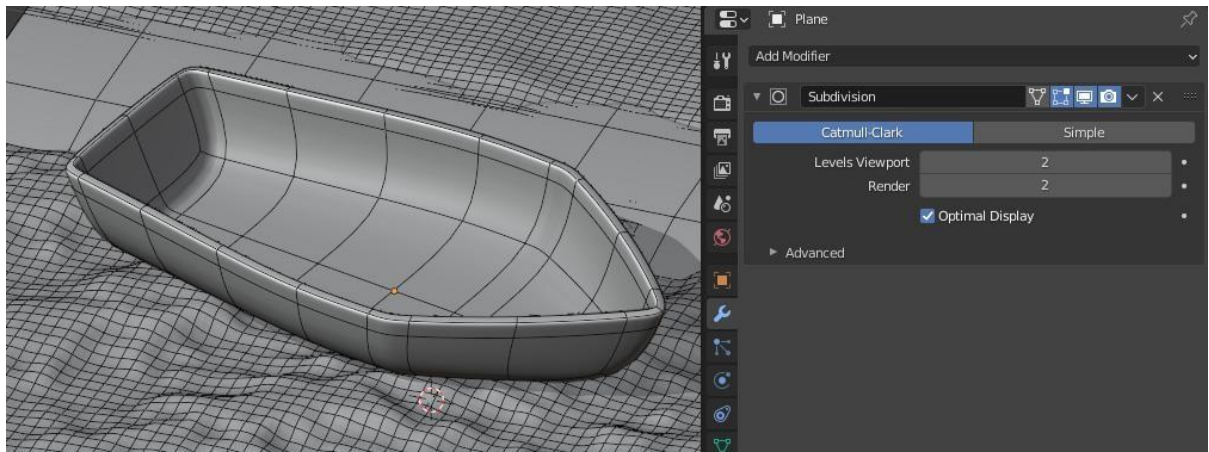 Plane
Add Modifier
Subdivision
Catmull-Clark Simple
Levels Viewport 2
Render 2
Optimal Display
Advanced